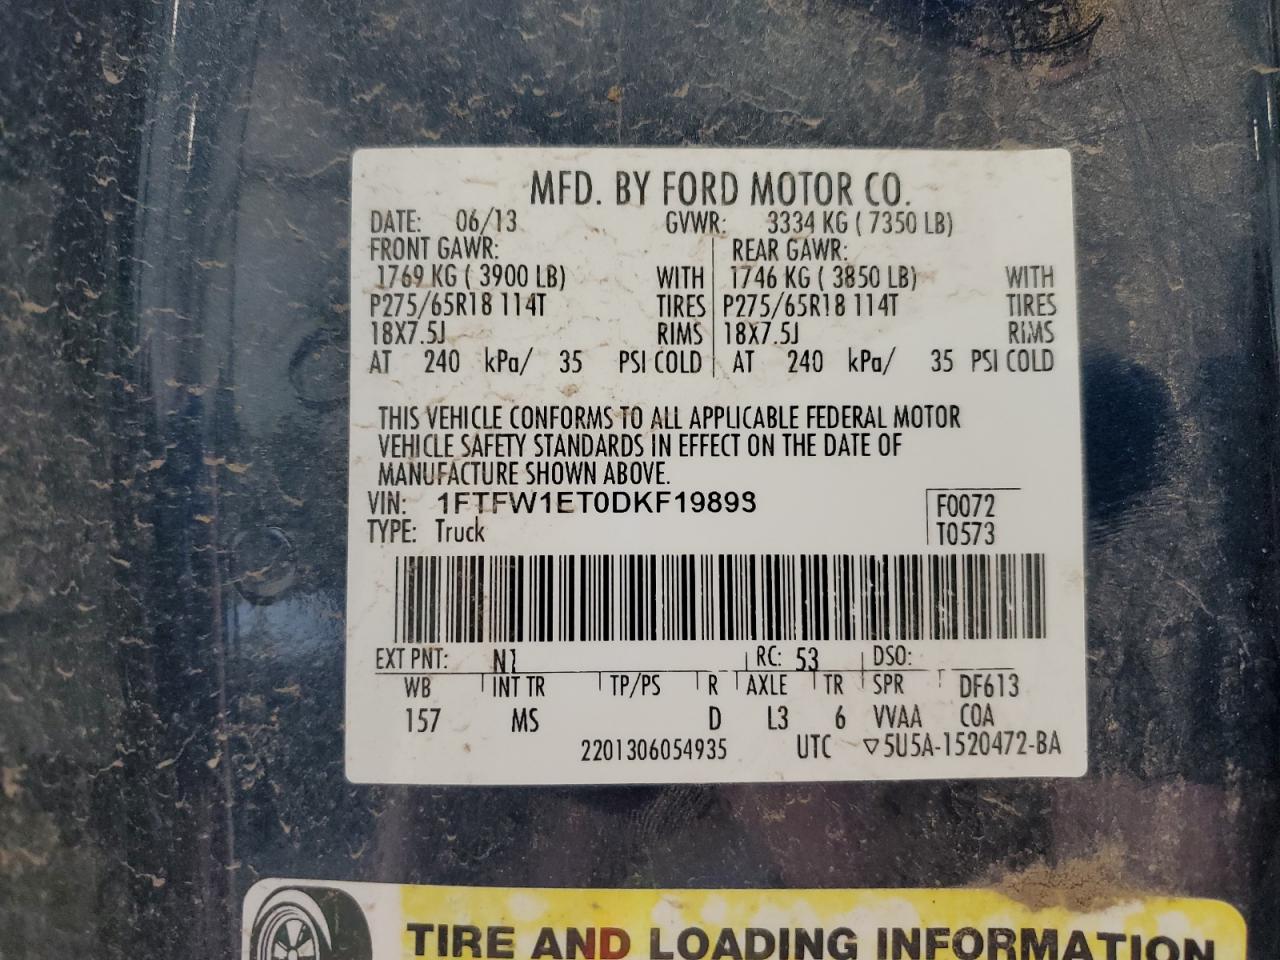 MFD. BY FORD MOTOR CO.
DATE: 06/13 GVWR: 3334 KG ( 7350 LB)
FRONT GAWR: REAR GAWR:
1769 KG ( 3900 LB) WITH 1746 KG ( 3850 LB) WITH
P275/65R18 114T TIRES P275/65R18 114T TIRES
18X7.5J RIMS 18X7.5J RIMS
AT 240 kPa/ 35 PSI COLD AT 240 kPa/ 35 PSI COLD
THIS VEHICLE CONFORMS TO ALL APPLICABLE FEDERAL MOTOR
VEHICLE SAFETY STANDARDS IN EFFECT ON THE DATE OF
MANUFACTURE SHOWN ABOVE.
VIN: 1FTFW1ET0DKF19893 F0072
TYPE: Truck T0573
EXT PNT: N1 RC: 53 DSO:
WB INT TR TP/PS R AXLE TR SPR DF613
157 MS D L3 6 VVAA COA
2201306054935 UTC ▽5U5A-1520472-BA
TIRE AND LOADING INFORMATION